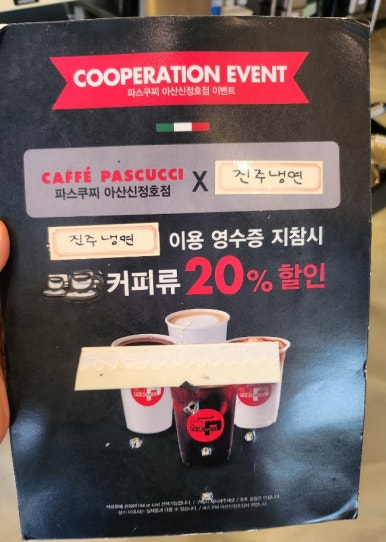 COOPERATION EVENT
파스쿠찌 아산신정호점 이벤트
CAFFÉ PASCUCCI X 진주냉면
파스쿠찌 아산신정호점
진주냉면 이용 영수증 지참시
커피류 20% 할인